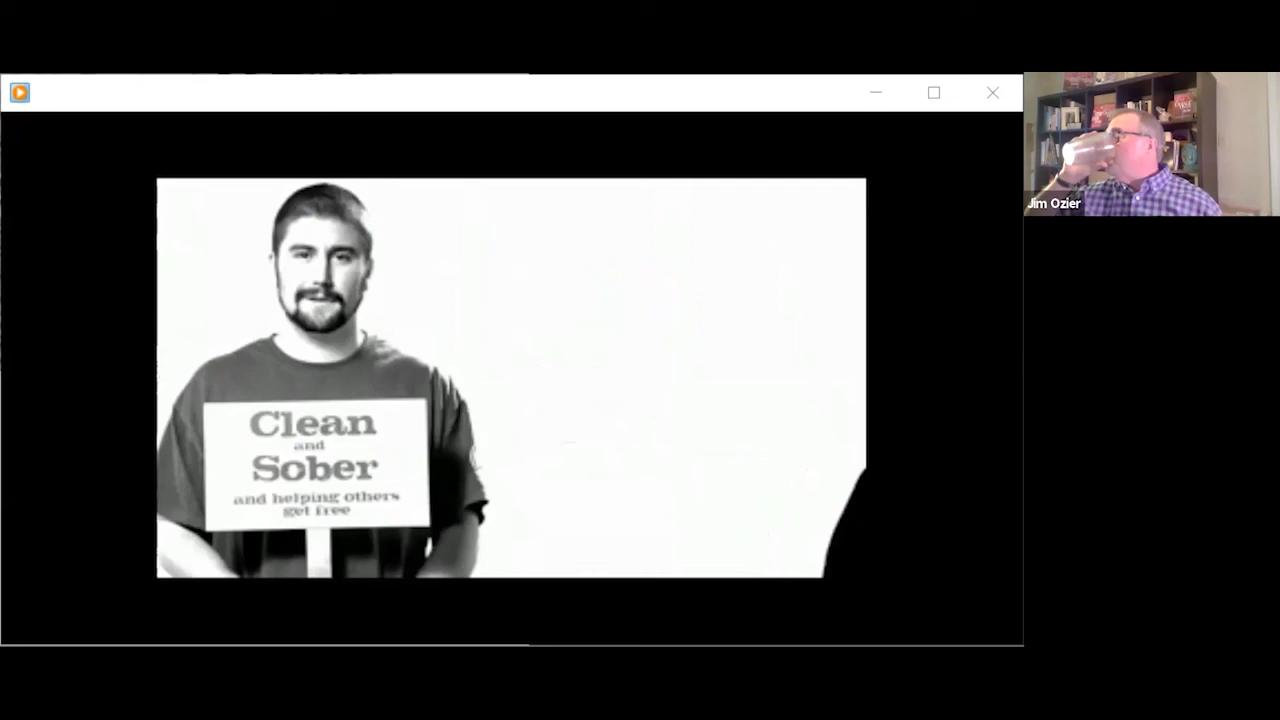 Clean
and
Sober
and helping others
get free
Jim Ozier